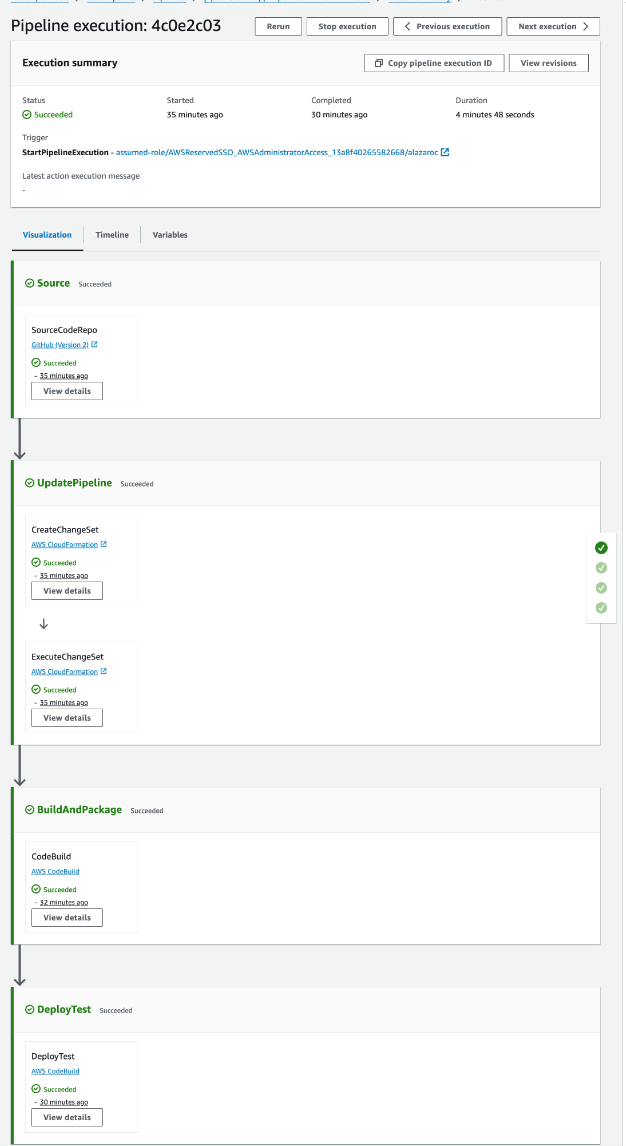 Pipeline execution: 4c0e2c03
Rerun
Stop execution
Previous execution
Next execution
Execution summary
Copy pipeline execution ID
View revisions
Status
Started
Completed
Duration
Succeeded
35 minutes ago
30 minutes ago
4 minutes 48 seconds
Trigger
StartPipelineExecution - assumed-role/AWSReservedSSO_AWSAdministratorAccess_13a8f40265582668/alazaroc
Latest action execution message
-
Visualization
Timeline
Variables
Source Succeeded
SourceCodeRepo
GitHub (Version 2)
Succeeded
- 35 minutes ago
View details
UpdatePipeline Succeeded
CreateChangeSet
AWS CloudFormation
Succeeded
- 35 minutes ago
View details
ExecuteChangeSet
AWS CloudFormation
Succeeded
- 35 minutes ago
View details
BuildAndPackage Succeeded
CodeBuild
AWS CodeBuild
Succeeded
- 32 minutes ago
View details
DeployTest Succeeded
DeployTest
AWS CodeBuild
Succeeded
- 30 minutes ago
View details